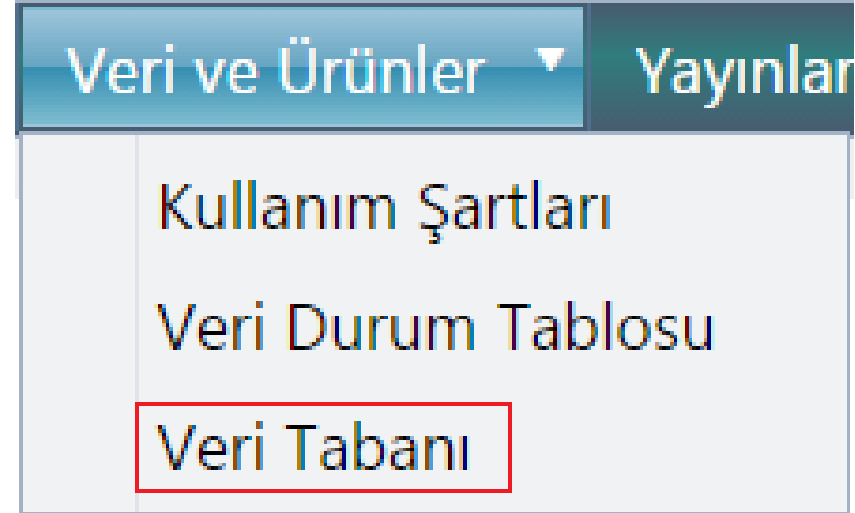 Veri ve Ürünler Yayınlar
Kullanım Şartları
Veri Durum Tablosu
Veri Tabanı